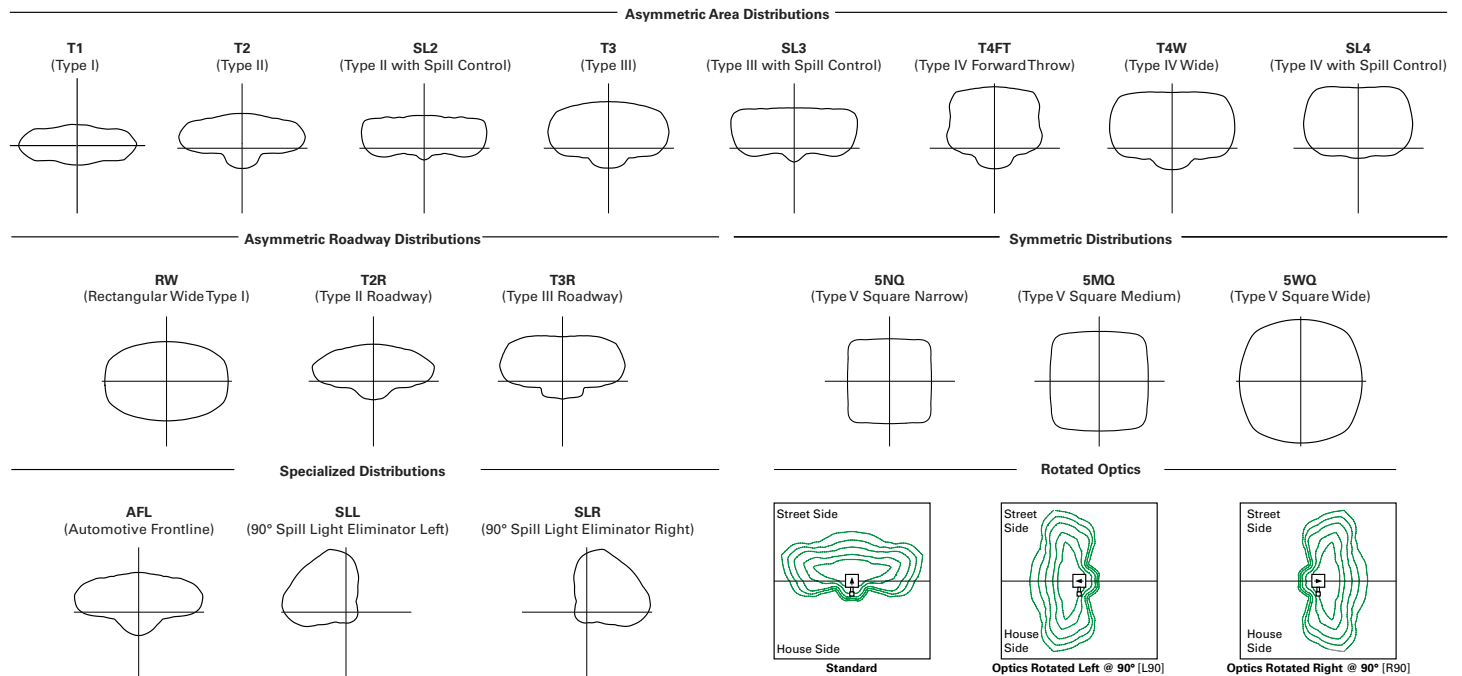 Asymmetric Area Distributions
T1
(Type I)
T2
(Type II)
SL2
(Type II with Spill Control)
T3
(Type III)
SL3
(Type III with Spill Control)
T4FT
(Type IV Forward Throw)
T4W
(Type IV Wide)
SL4
(Type IV with Spill Control)
Asymmetric Roadway Distributions
Symmetric Distributions
RW
(Rectangular Wide Type I)
T2R
(Type II Roadway)
T3R
(Type III Roadway)
5NQ
(Type V Square Narrow)
5MQ
(Type V Square Medium)
5WQ
(Type V Square Wide)
Specialized Distributions
Rotated Optics
AFL
(Automotive Frontline)
SLL
(90° Spill Light Eliminator Left)
SLR
(90° Spill Light Eliminator Right)
Street Side
House Side
Standard
Street
Side
House
Side
Optics Rotated Left @ 90° [L90]
Street
Side
House
Side
Optics Rotated Right @ 90° [R90]